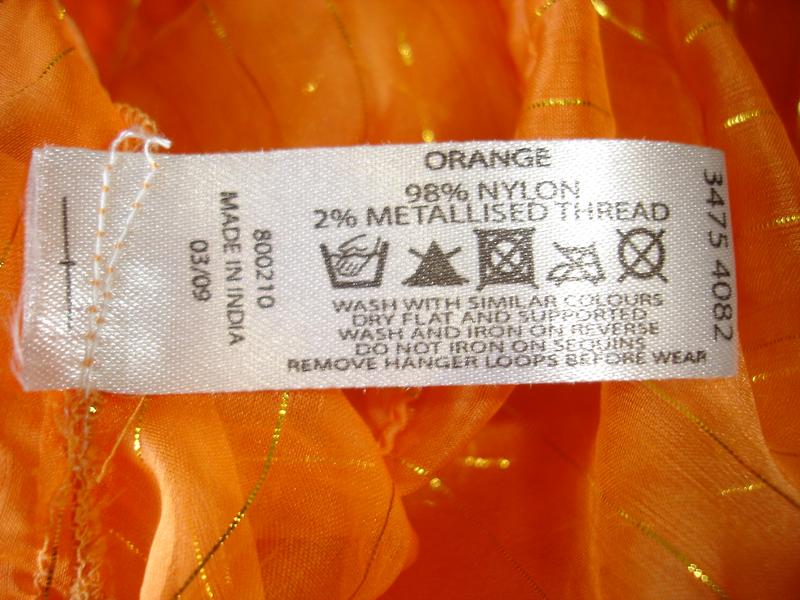 ORANGE
98% NYLON
2% METALLISED THREAD
WASH WITH SIMILAR COLOURS
DRY FLAT AND SUPPORTED
WASH AND IRON ON REVERSE
DO NOT IRON ON SEQUINS
REMOVE HANGER LOOPS BEFORE WEAR
3475 4082
800210
MADE IN INDIA
03/09